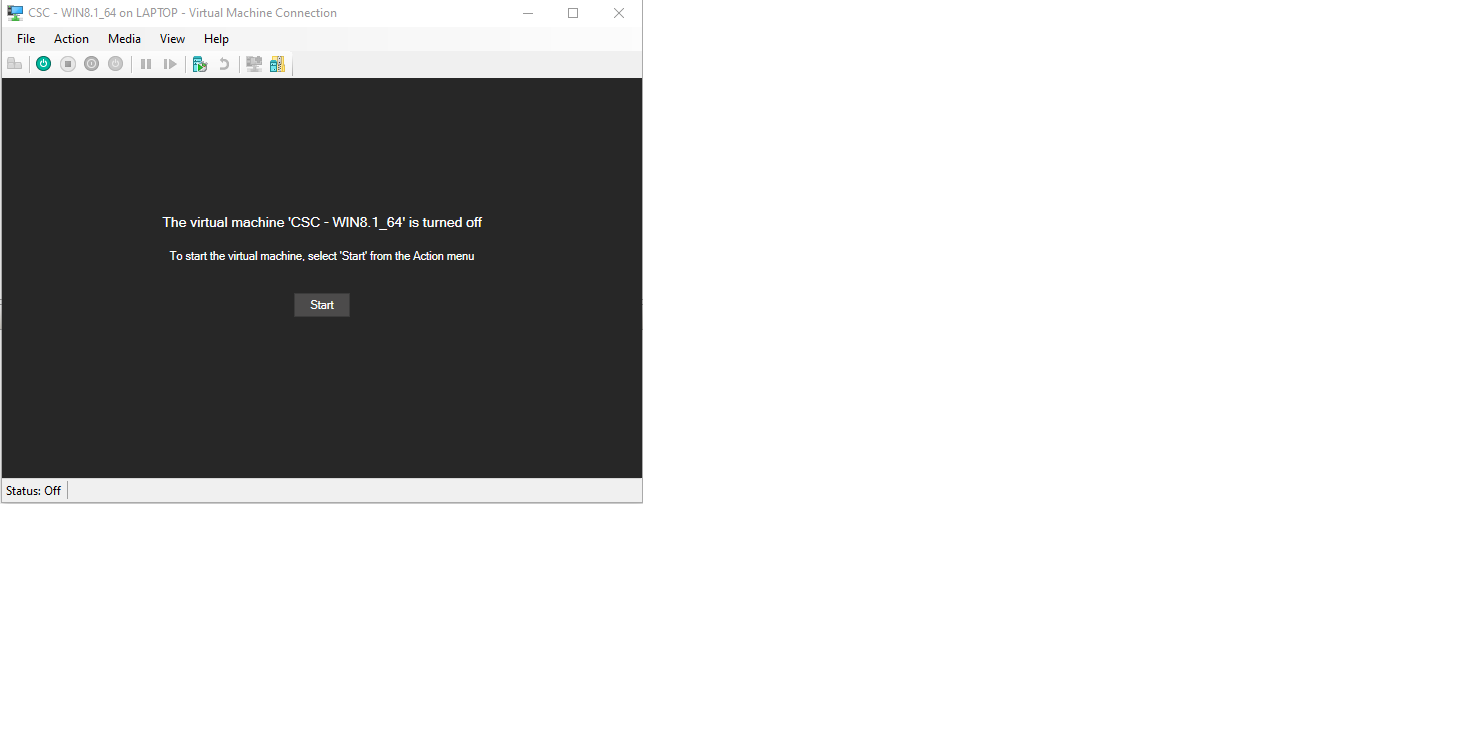 CSC - WIN8.1_64 on LAPTOP - Virtual Machine Connection
File Action Media View Help
The virtual machine 'CSC - WIN8.1_64' is turned off
To start the virtual machine, select 'Start' from the Action menu
Start
Status: Off